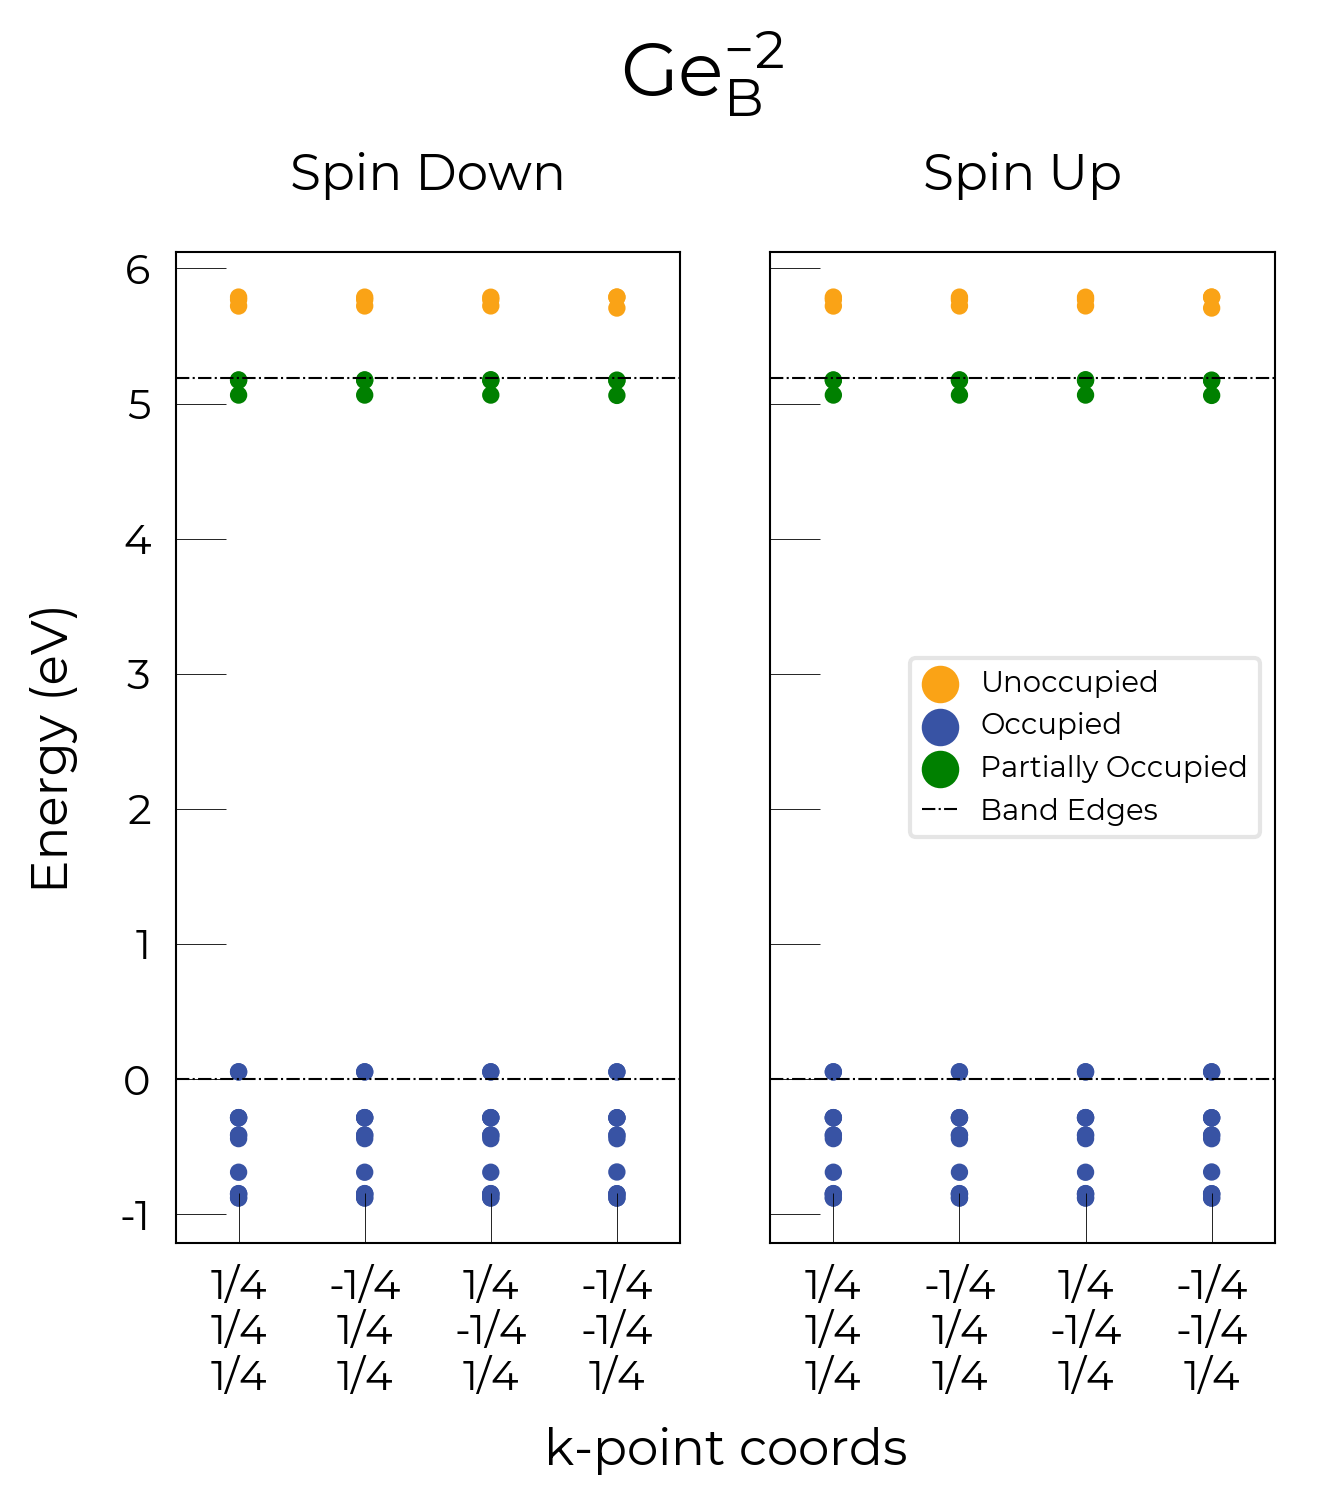 Ge_B^−2
Spin Down
Spin Up
6
5
4
3
2
1
0
-1
Energy (eV)
Unoccupied
Occupied
Partially Occupied
Band Edges
1/4 -1/4 1/4 -1/4 1/4 -1/4 1/4 -1/4
1/4 1/4 -1/4 -1/4 1/4 1/4 -1/4 -1/4
1/4 1/4 1/4 1/4 1/4 1/4 1/4 1/4
k-point coords